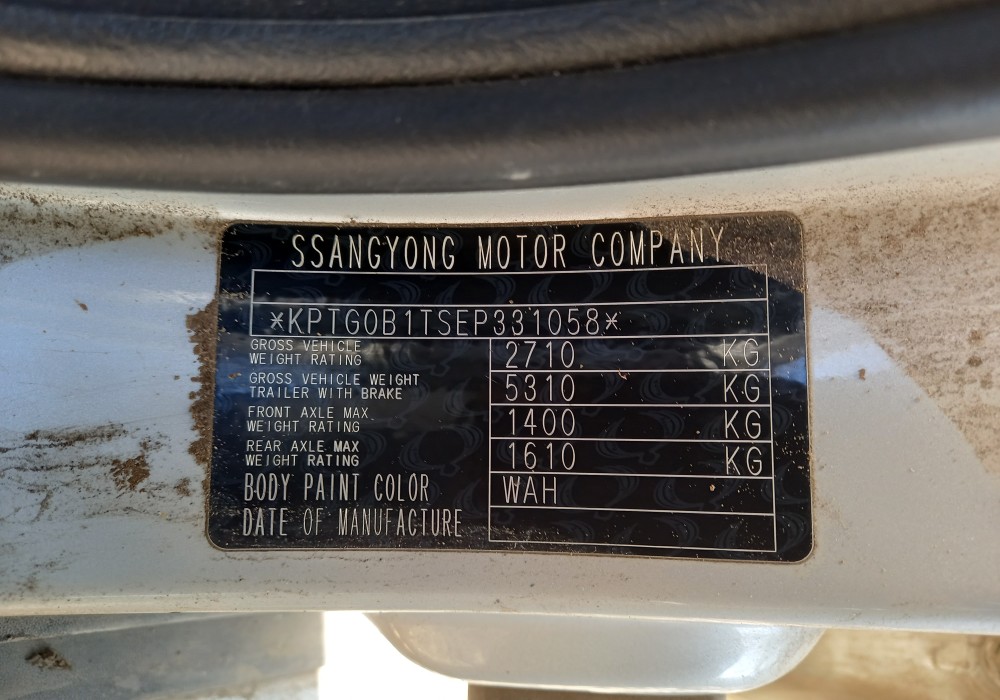 SSANGYONG MOTOR COMPANY
*KPTG0B1TSEP331058*
GROSS VEHICLE
WEIGHT RATING 2710 KG
GROSS VEHICLE WEIGHT
TRAILER WITH BRAKE 5310 KG
FRONT AXLE MAX
WEIGHT RATING 1400 KG
REAR AXLE MAX
WEIGHT RATING 1610 KG
BODY PAINT COLOR WAH
DATE OF MANUFACTURE